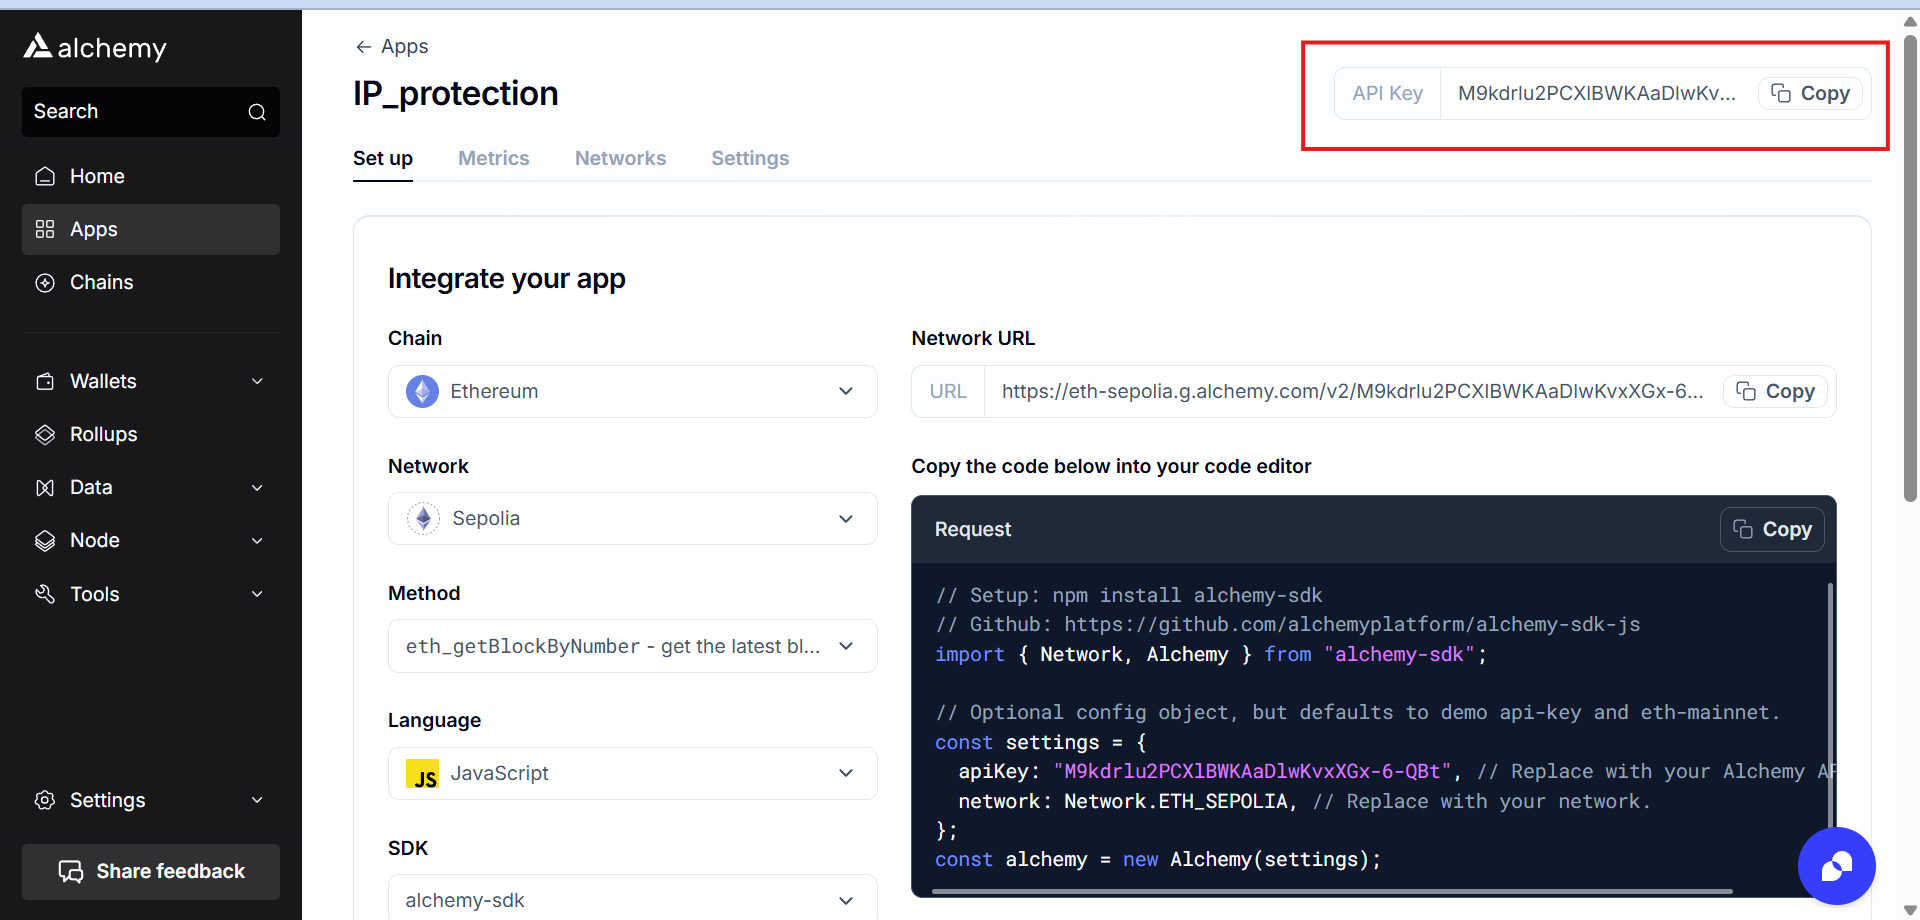 alchemy
Search
Home
Apps
Chains
Wallets
Rollups
Data
Node
Tools
Settings
Share feedback
← Apps
IP_protection
API Key M9kdrlu2PCXlBWKAaDlwKv... Copy
Set up Metrics Networks Settings
Integrate your app
Chain
Ethereum
Network
Sepolia
Method
eth_getBlockByNumber - get the latest bl...
Language
JS JavaScript
SDK
alchemy-sdk
Network URL
URL https://eth-sepolia.g.alchemy.com/v2/M9kdrlu2PCXlBWKAaDlwKvxXGx-6... Copy
Copy the code below into your code editor
Request Copy
// Setup: npm install alchemy-sdk
// Github: https://github.com/alchemyplatform/alchemy-sdk-js
import { Network, Alchemy } from "alchemy-sdk";
// Optional config object, but defaults to demo api-key and eth-mainnet.
const settings = {
apiKey: "M9kdrlu2PCXlBWKAaDlwKvxXGx-6-QBt", // Replace with your Alchemy AP
network: Network.ETH_SEPOLIA, // Replace with your network.
};
const alchemy = new Alchemy(settings);